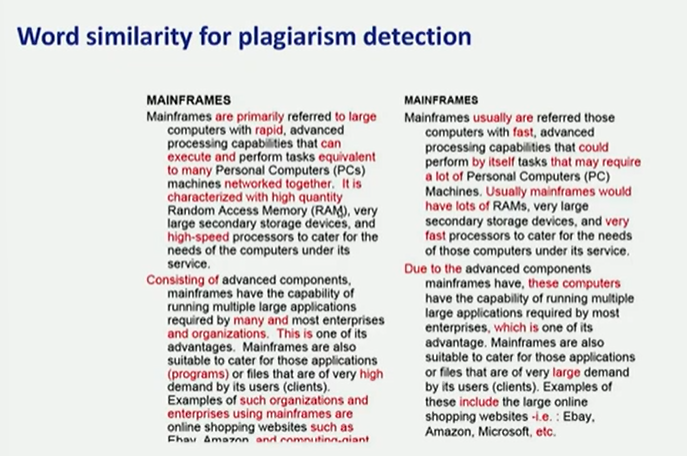 Word similarity for plagiarism detection
MAINFRAMES
Mainframes are primarily referred to large
computers with rapid, advanced
processing capabilities that can
execute and perform tasks equivalent
to many Personal Computers (PCs)
machines networked together. It is
characterized with high quantity
Random Access Memory (RAM), very
large secondary storage devices, and
high-speed processors to cater for the
needs of the computers under its
service.
Consisting of advanced components,
mainframes have the capability of
running multiple large applications
required by many and most enterprises
and organizations. This is one of its
advantages. Mainframes are also
suitable to cater for those applications
(programs) or files that are of very high
demand by its users (clients).
Examples of such organizations and
enterprises using mainframes are
online shopping websites such as
Ebay, Amazon, and computing-giant
MAINFRAMES
Mainframes usually are referred those
computers with fast, advanced
processing capabilities that could
perform by itself tasks that may require
a lot of Personal Computers (PC)
Machines. Usually mainframes would
have lots of RAMs, very large
secondary storage devices, and very
fast processors to cater for the needs
of those computers under its service.
Due to the advanced components
mainframes have, these computers
have the capability of running multiple
large applications required by most
enterprises, which is one of its
advantage. Mainframes are also
suitable to cater for those applications
or files that are of very large demand
by its users (clients). Examples of
these include the large online
shopping websites -i.e. : Ebay,
Amazon, Microsoft, etc.